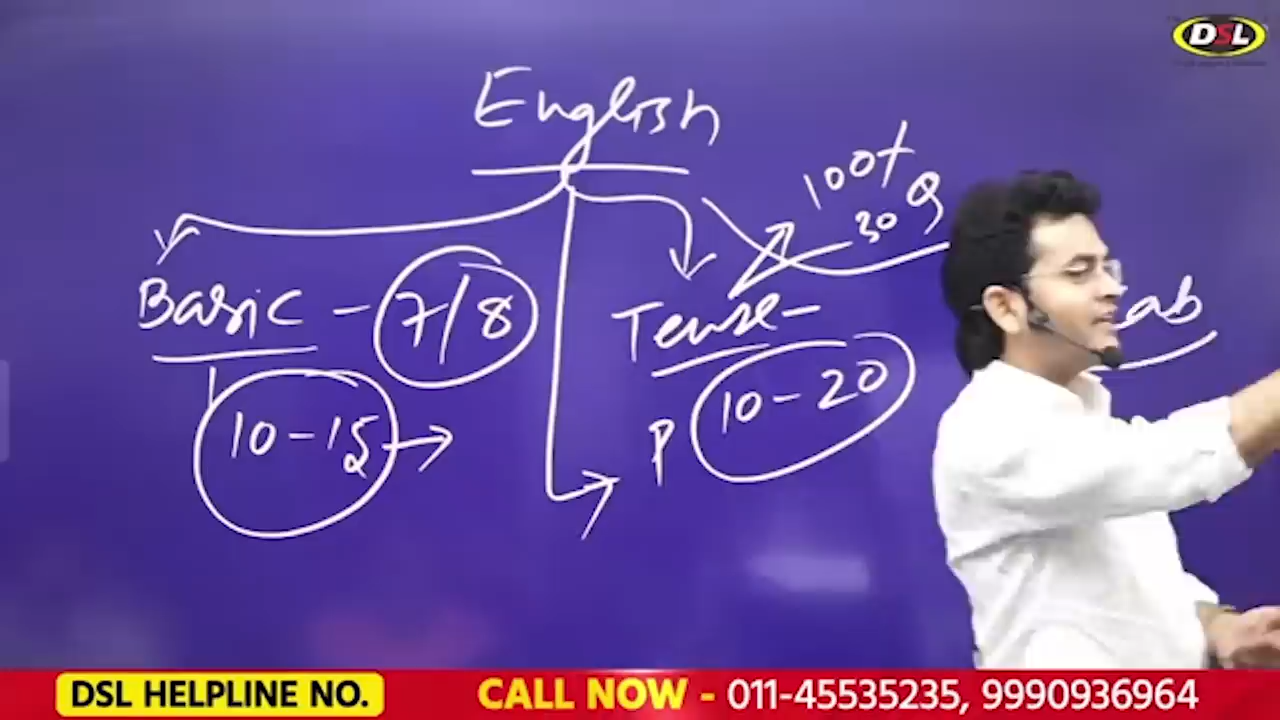 DSL
English
100+
30 Q
Basic - 7/8
Tense -
10-15
10-20
P
DSL HELPLINE NO. CALL NOW - 011-45535235, 9990936964